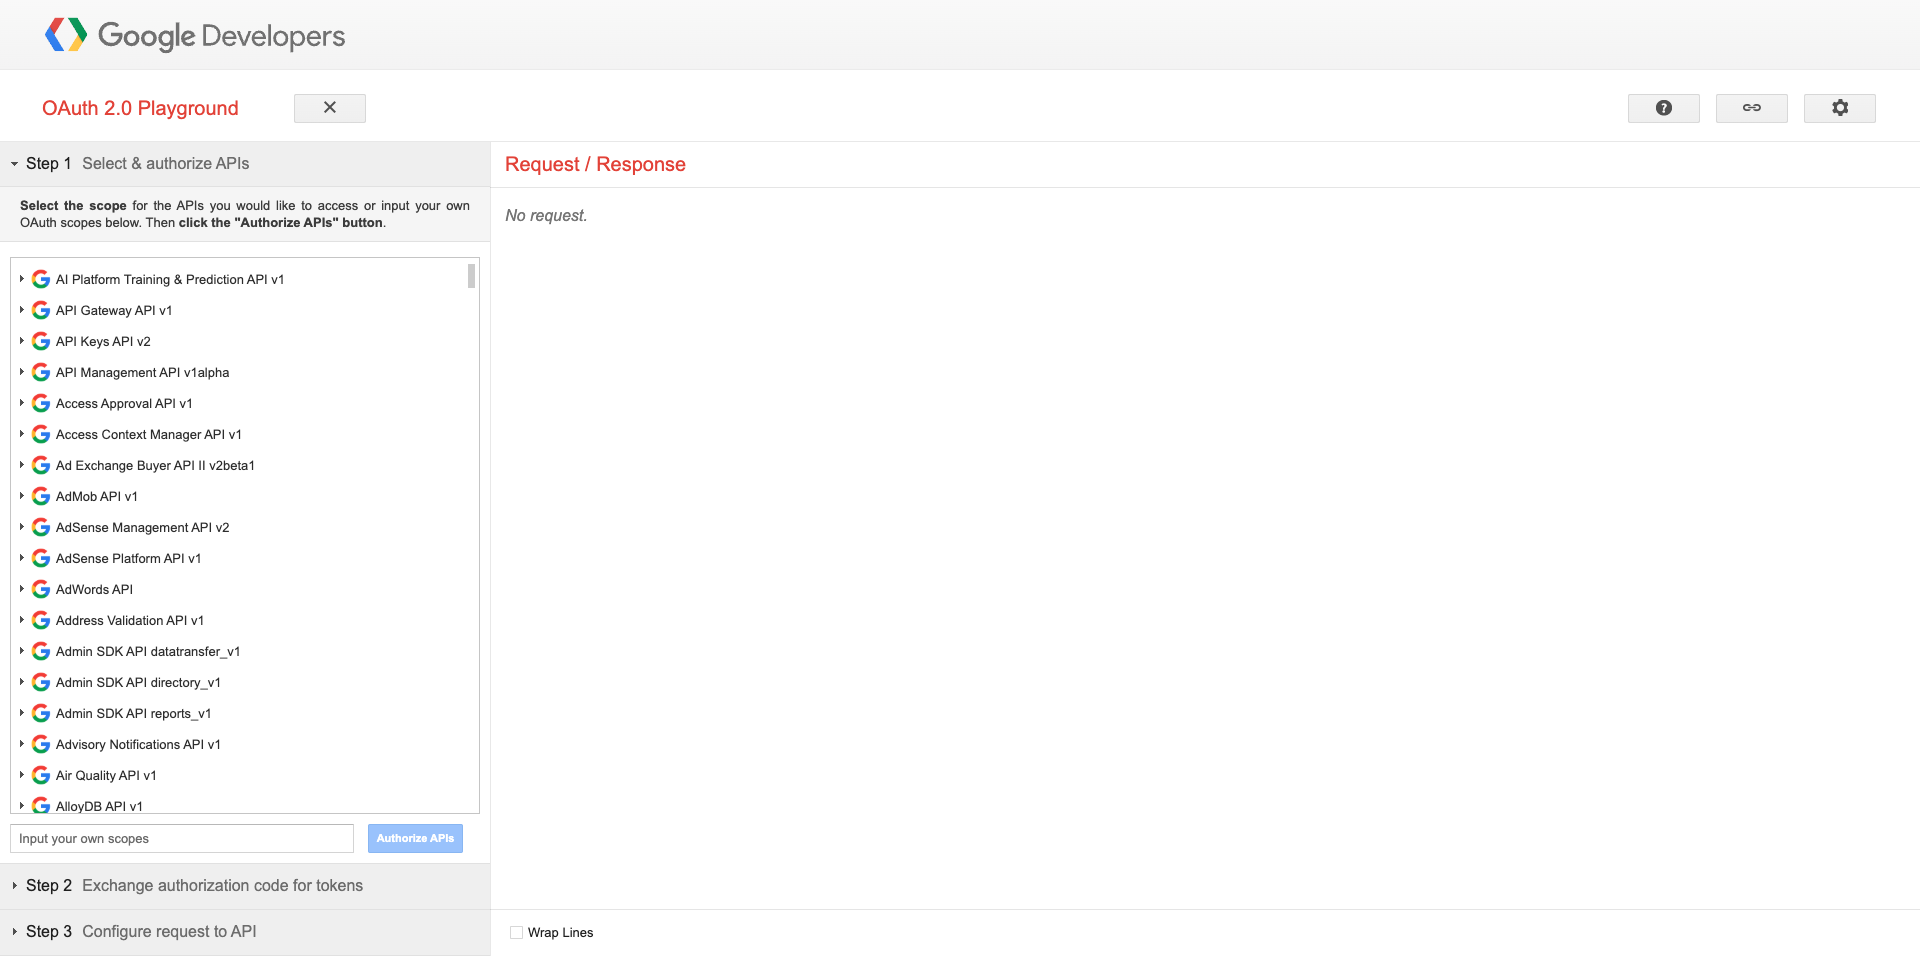 Google Developers
OAuth 2.0 Playground
Step 1 Select & authorize APIs
Select the scope for the APIs you would like to access or input your own
OAuth scopes below. Then click the "Authorize APIs" button.
AI Platform Training & Prediction API v1
API Gateway API v1
API Keys API v2
API Management API v1alpha
Access Approval API v1
Access Context Manager API v1
Ad Exchange Buyer API II v2beta1
AdMob API v1
AdSense Management API v2
AdSense Platform API v1
AdWords API
Address Validation API v1
Admin SDK API datatransfer_v1
Admin SDK API directory_v1
Admin SDK API reports_v1
Advisory Notifications API v1
Air Quality API v1
AlloyDB API v1
Input your own scopes
Authorize APIs
Step 2 Exchange authorization code for tokens
Step 3 Configure request to API
Request / Response
No request.
Wrap Lines